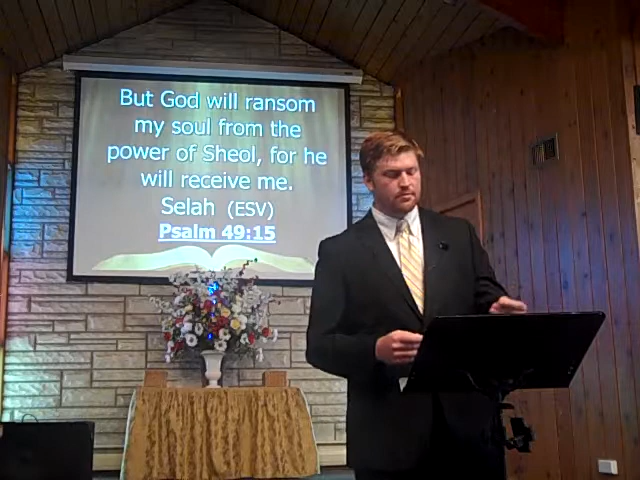 But God will ransom
my soul from the
power of Sheol, for he
will receive me.
Selah (ESV)
Psalm 49:15